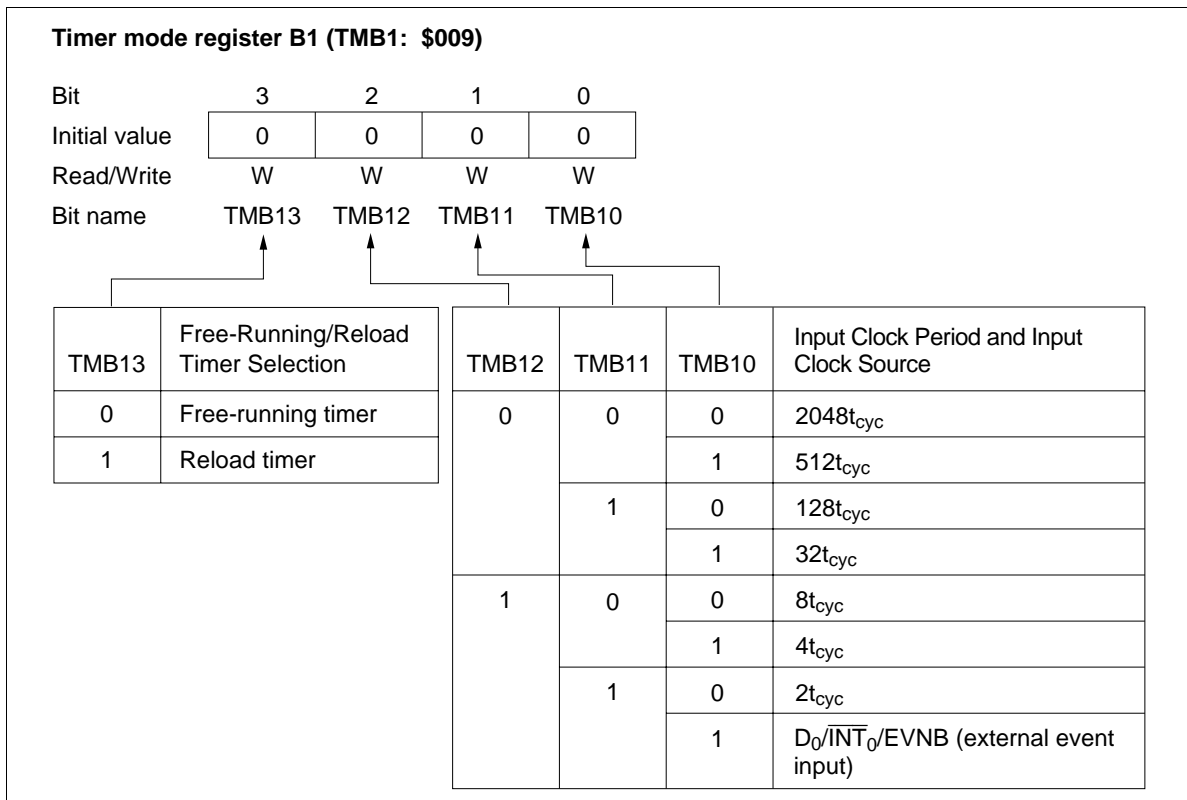 Timer mode register B1 (TMB1: $009)
Bit 3 2 1 0
Initial value 0 0 0 0
Read/Write W W W W
Bit name TMB13 TMB12 TMB11 TMB10
TMB13 Free-Running/Reload
Timer Selection
0 Free-running timer
1 Reload timer
TMB12 TMB11 TMB10 Input Clock Period and Input
Clock Source
0 0 0 2048tcyc
1 512tcyc
1 0 128tcyc
1 32tcyc
1 0 0 8tcyc
1 4tcyc
1 0 2tcyc
1 D0/I̅N̅T̅0/EVNB (external event
input)